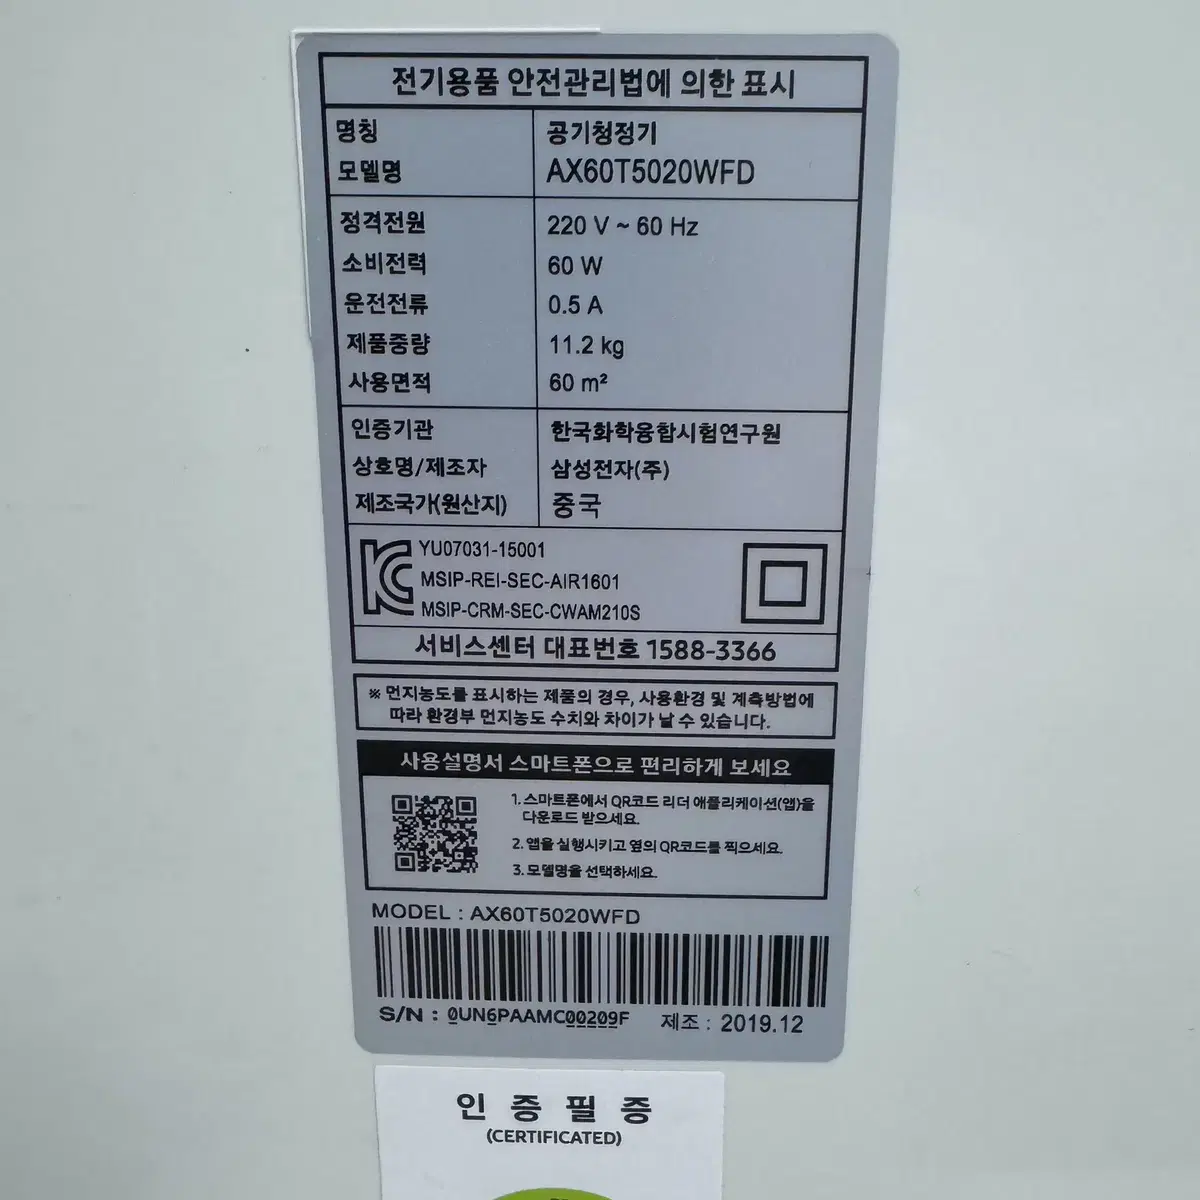 전기용품 안전관리법에 의한 표시
명칭 공기청정기
모델명 AX60T5020WFD
정격전원 220 V ~ 60 Hz
소비전력 60 W
운전전류 0.5 A
제품중량 11.2 kg
사용면적 60 m²
인증기관 한국화학융합시험연구원
상호명/제조자 삼성전자(주)
제조국가(원산지) 중국
YU07031-15001
MSIP-REI-SEC-AIR1601
MSIP-CRM-SEC-CWAM210S
서비스센터 대표번호 1588-3366
※ 먼지농도를 표시하는 제품의 경우, 사용환경 및 계측방법에
따라 환경부 먼지농도 수치와 차이가 날 수 있습니다.
사용설명서 스마트폰으로 편리하게 보세요
1. 스마트폰에서 QR코드 리더 애플리케이션(앱)을
다운로드 받으세요.
2. 앱을 실행시키고 옆의 QR코드를 찍으세요.
3. 모델명을 선택하세요.
MODEL : AX60T5020WFD
S/N : 0UN6PAAMC00209F 제조 : 2019.12
인 증 필 증
(CERTIFICATED)